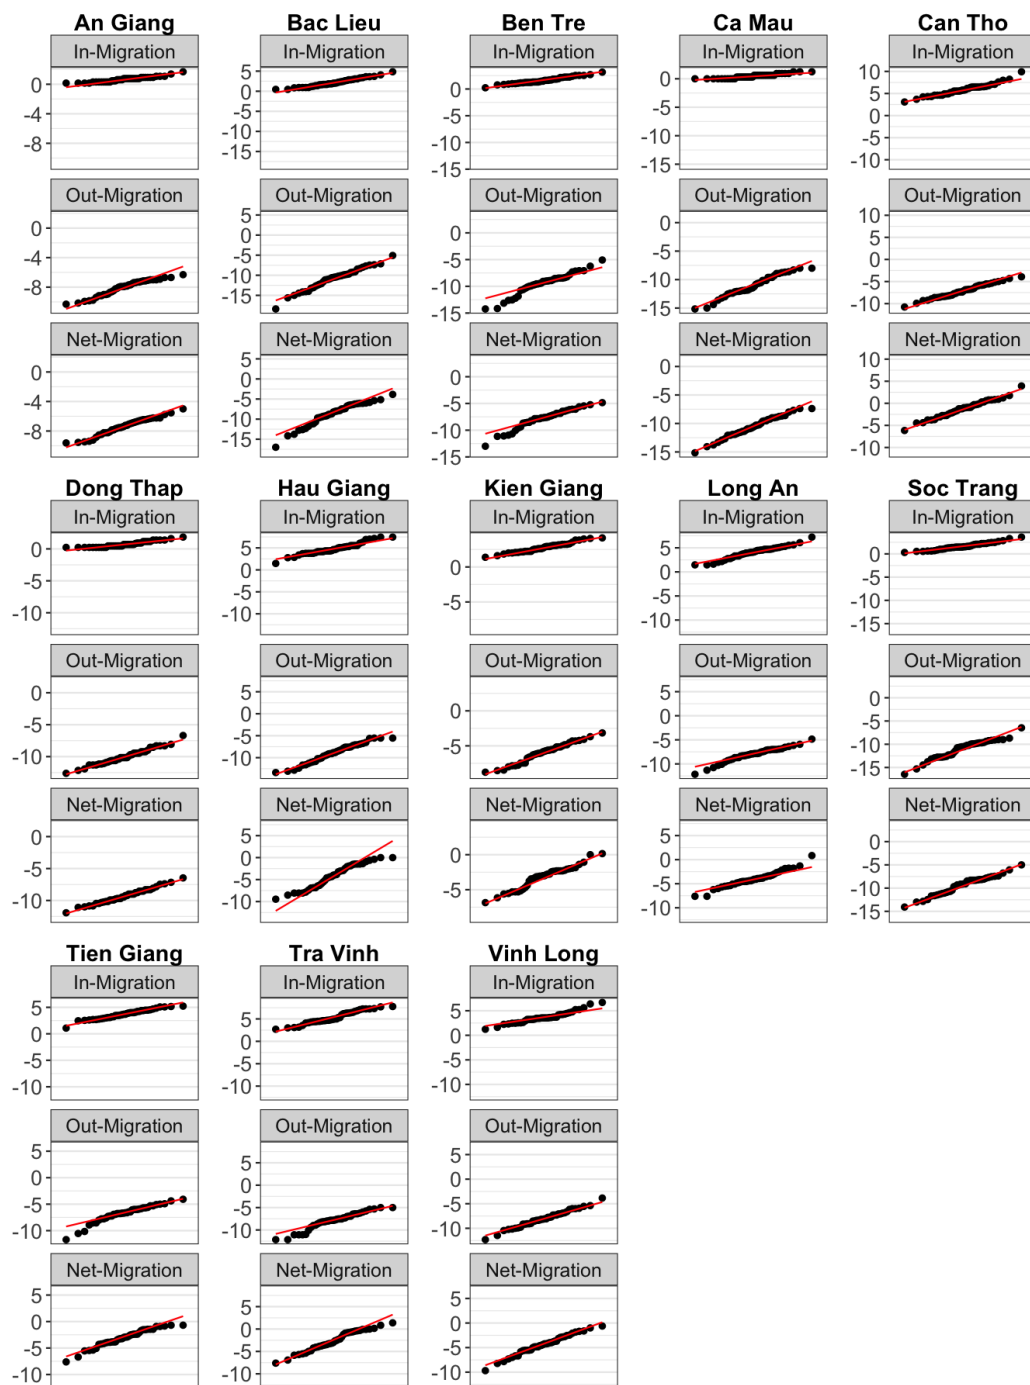 An Giang Bac Lieu Ben Tre Ca Mau Can Tho
In-Migration In-Migration In-Migration In-Migration In-Migration
0 -4 -8
5 0 -5 -10 -15
0 -5 -10 -15
0 -5 -10 -15
10 5 0 -5 -10
Out-Migration Out-Migration Out-Migration Out-Migration Out-Migration
0 -4 -8
5 0 -5 -10 -15
0 -5 -10 -15
0 -5 -10 -15
10 5 0 -5 -10
Net-Migration Net-Migration Net-Migration Net-Migration Net-Migration
0 -4 -8
5 0 -5 -10 -15
0 -5 -10 -15
0 -5 -10 -15
10 5 0 -5 -10
Dong Thap Hau Giang Kien Giang Long An Soc Trang
In-Migration In-Migration In-Migration In-Migration In-Migration
0 -5 -10
5 0 -5 -10
0 -5
5 0 -5 -10
0 -5 -10 -15
Out-Migration Out-Migration Out-Migration Out-Migration Out-Migration
0 -5 -10
5 0 -5 -10
0 -5
5 0 -5 -10
0 -5 -10 -15
Net-Migration Net-Migration Net-Migration Net-Migration Net-Migration
0 -5 -10
5 0 -5 -10
0 -5
5 0 -5 -10
0 -5 -10 -15
Tien Giang Tra Vinh Vinh Long
In-Migration In-Migration In-Migration
5 0 -5 -10
5 0 -5 -10
5 0 -5 -10
Out-Migration Out-Migration Out-Migration
5 0 -5 -10
5 0 -5 -10
5 0 -5 -10
Net-Migration Net-Migration Net-Migration
5 0 -5 -10
5 0 -5 -10
5 0 -5 -10